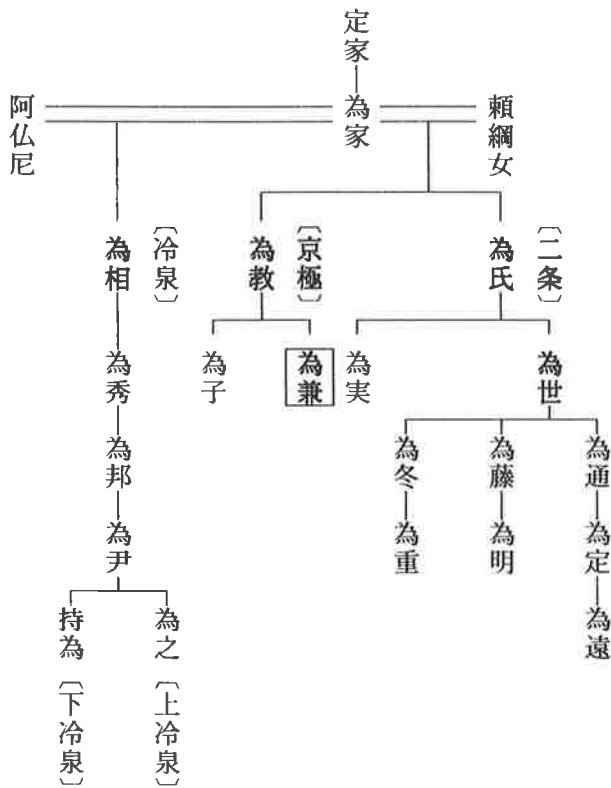 定家
為家
頼綱女
阿仏尼
〔二条〕
為氏
〔京極〕
為教
〔冷泉〕
為相
為世
為実
為兼
為子
為秀
為通
為定
為遠
為藤
為明
為冬
為重
為邦
為尹
為之〔上冷泉〕
持為〔下冷泉〕